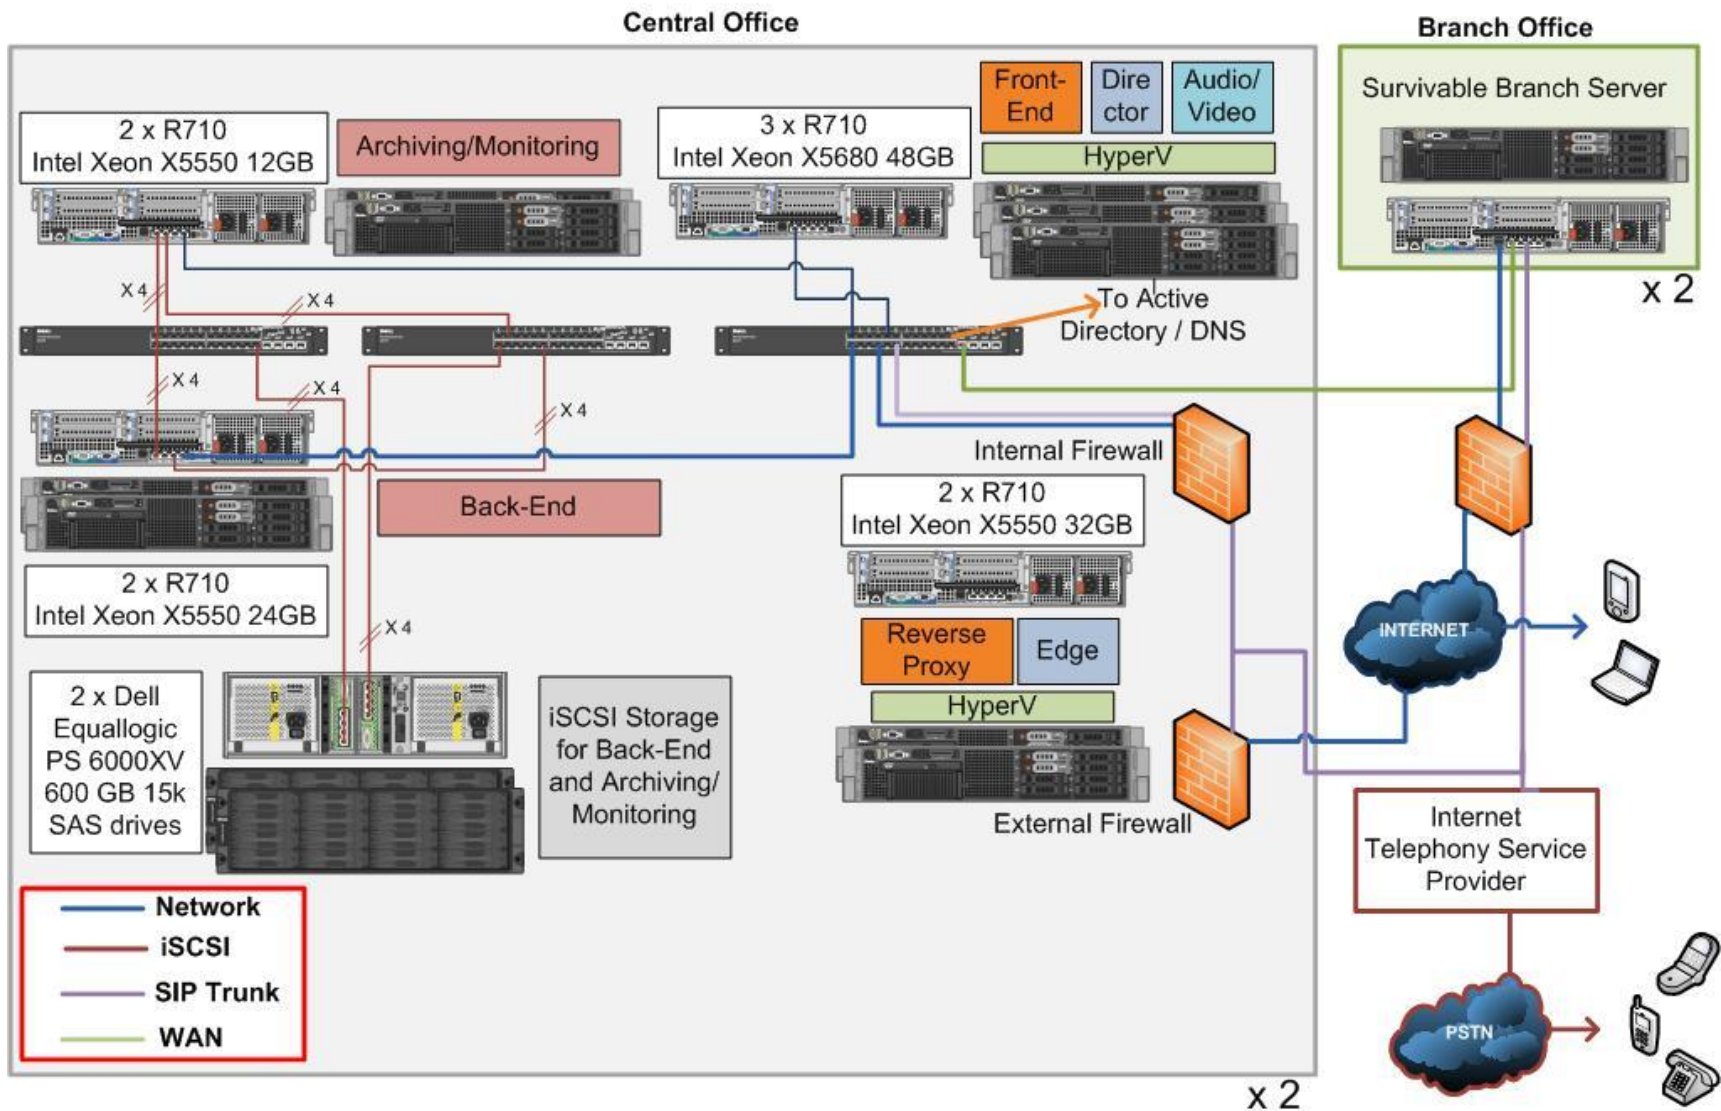 Central Office
Branch Office
2 x R710
Intel Xeon X5550 12GB
Archiving/Monitoring
3 x R710
Intel Xeon X5680 48GB
Front-
End
Dire
ctor
Audio/
Video
HyperV
Survivable Branch Server
x 2
X 4
X 4
To Active
Directory / DNS
X 4
X 4
X 4
Internal Firewall
Back-End
2 x R710
Intel Xeon X5550 32GB
2 x R710
Intel Xeon X5550 24GB
X 4
Reverse
Proxy
Edge
HyperV
INTERNET
2 x Dell
Equallogic
PS 6000XV
600 GB 15k
SAS drives
iSCSI Storage
for Back-End
and Archiving/
Monitoring
External Firewall
Internet
Telephony Service
Provider
Network
iSCSI
SIP Trunk
WAN
PSTN
x 2